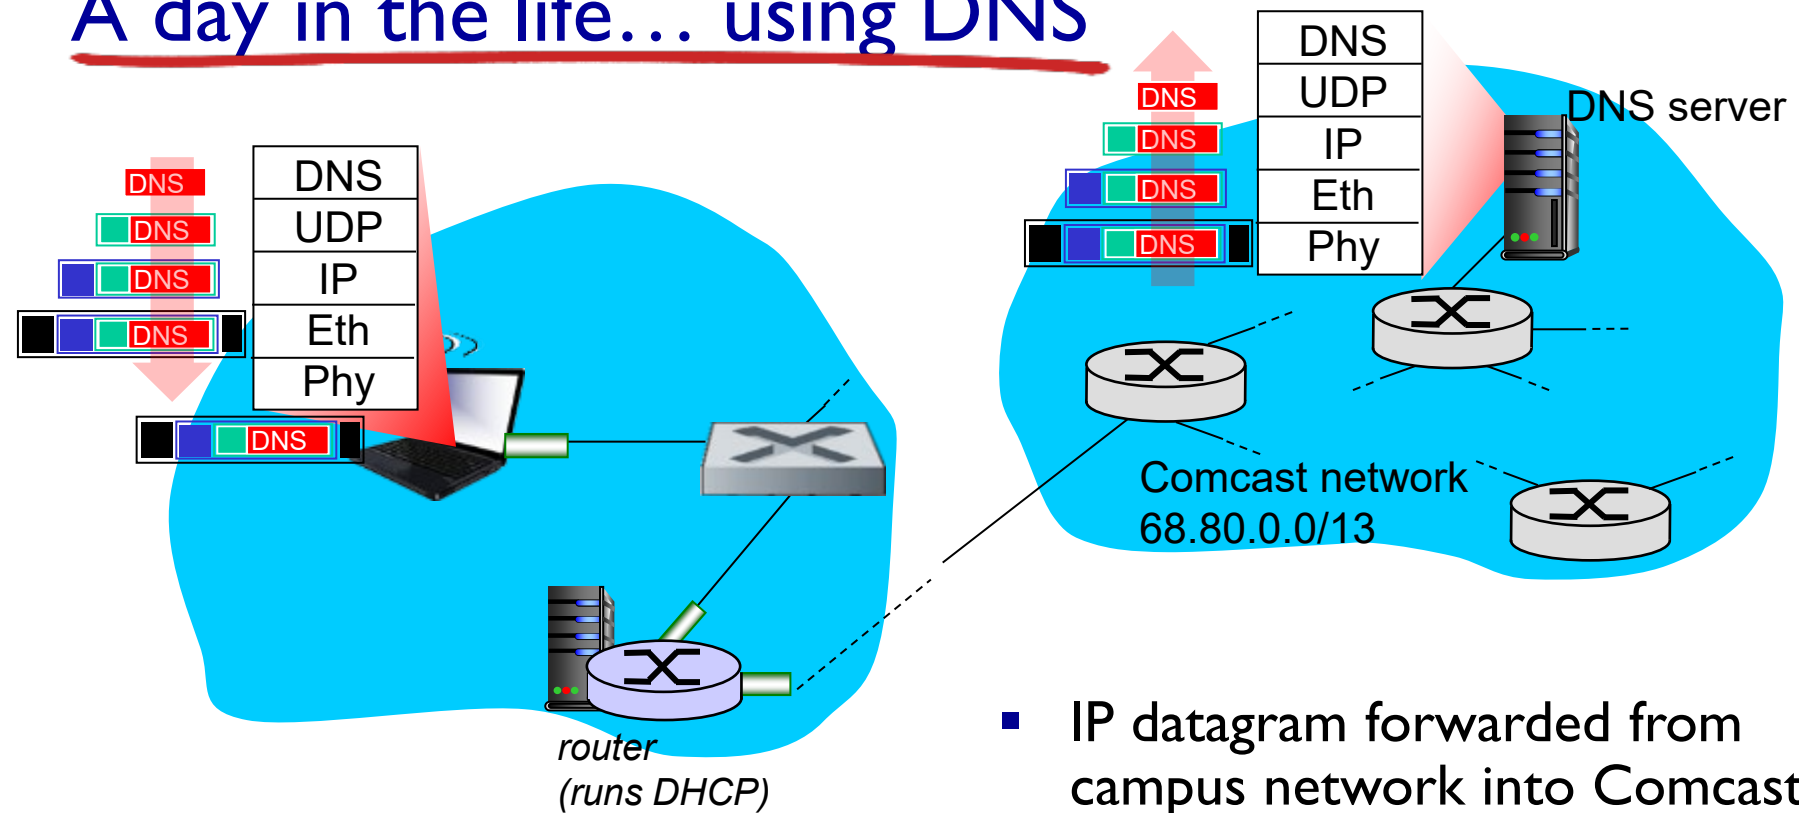 A day in the life… using DNS
DNS
UDP
IP
Eth
Phy
DNS
DNS
DNS
DNS
DNS
DNS
UDP
IP
Eth
Phy
DNS
DNS
DNS
DNS
DNS server
Comcast network
68.80.0.0/13
router
(runs DHCP)
▪ IP datagram forwarded from
campus network into Comcast